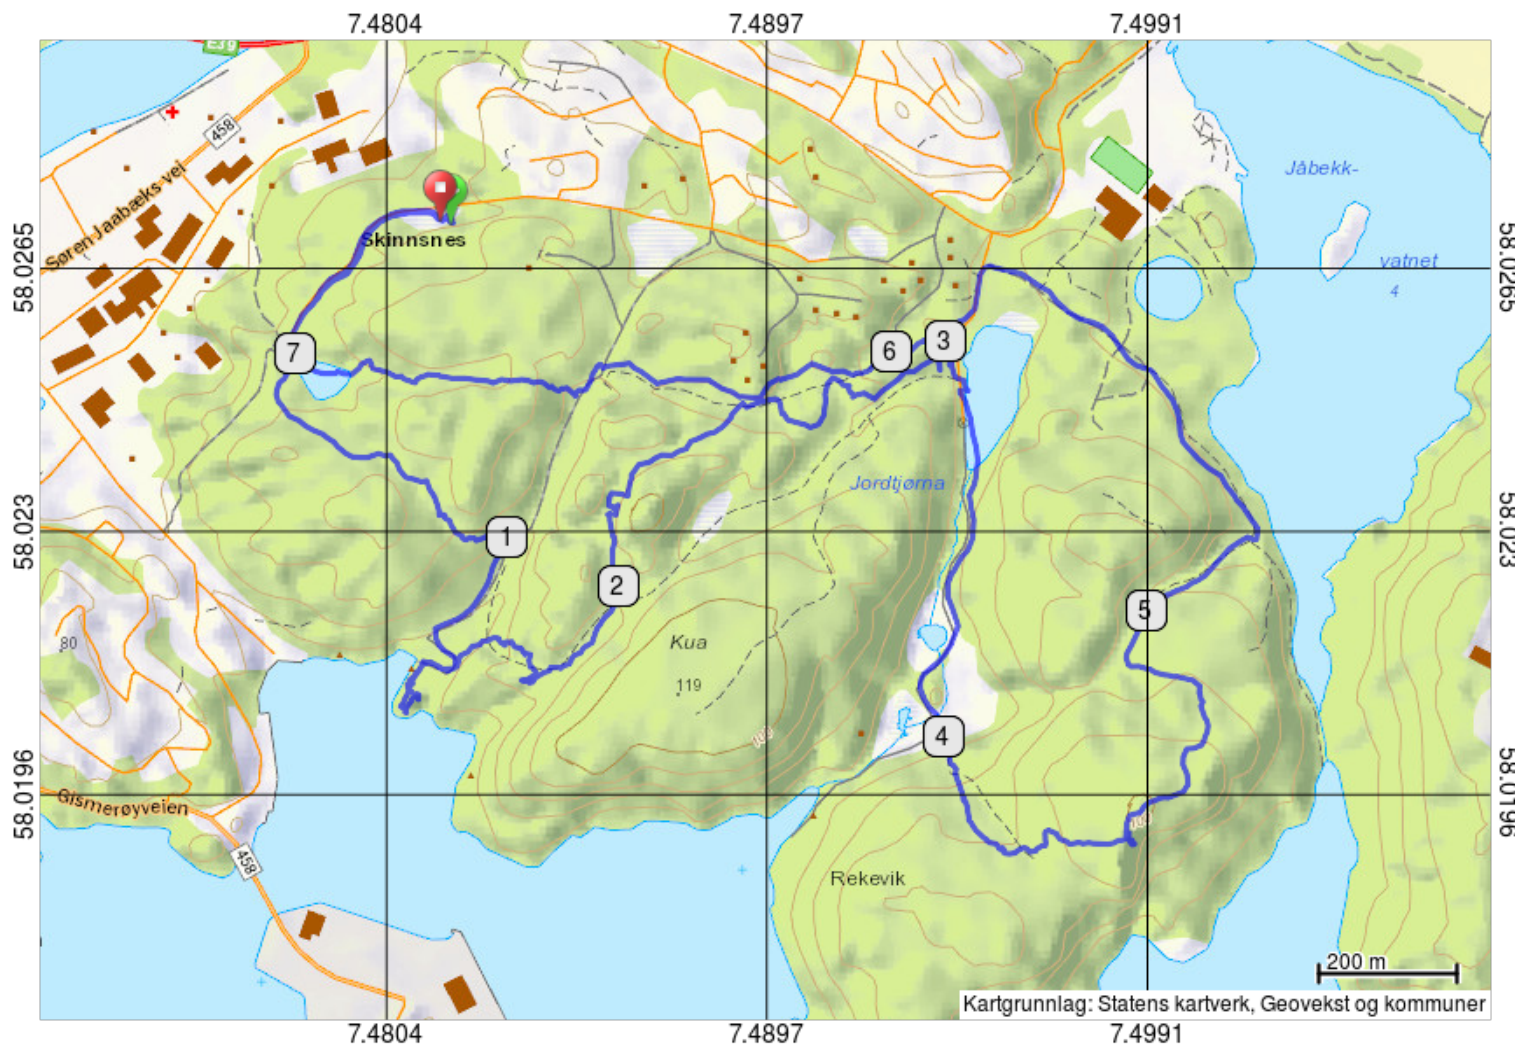 7.4804
7.4897
7.4991
E39
458
Søren Jaabæks vei
Skinnsnes
Jåbekk-
vatnet
4
58.0265
58.0265
7
6
3
Jordtjørna
1
58.023
58.023
2
5
80
Kua
119
100
4
58.0196
58.0196
Gismerøyveien
100
458
Rekevik
200 m
Kartgrunnlag: Statens kartverk, Geovekst og kommuner
7.4804
7.4897
7.4991